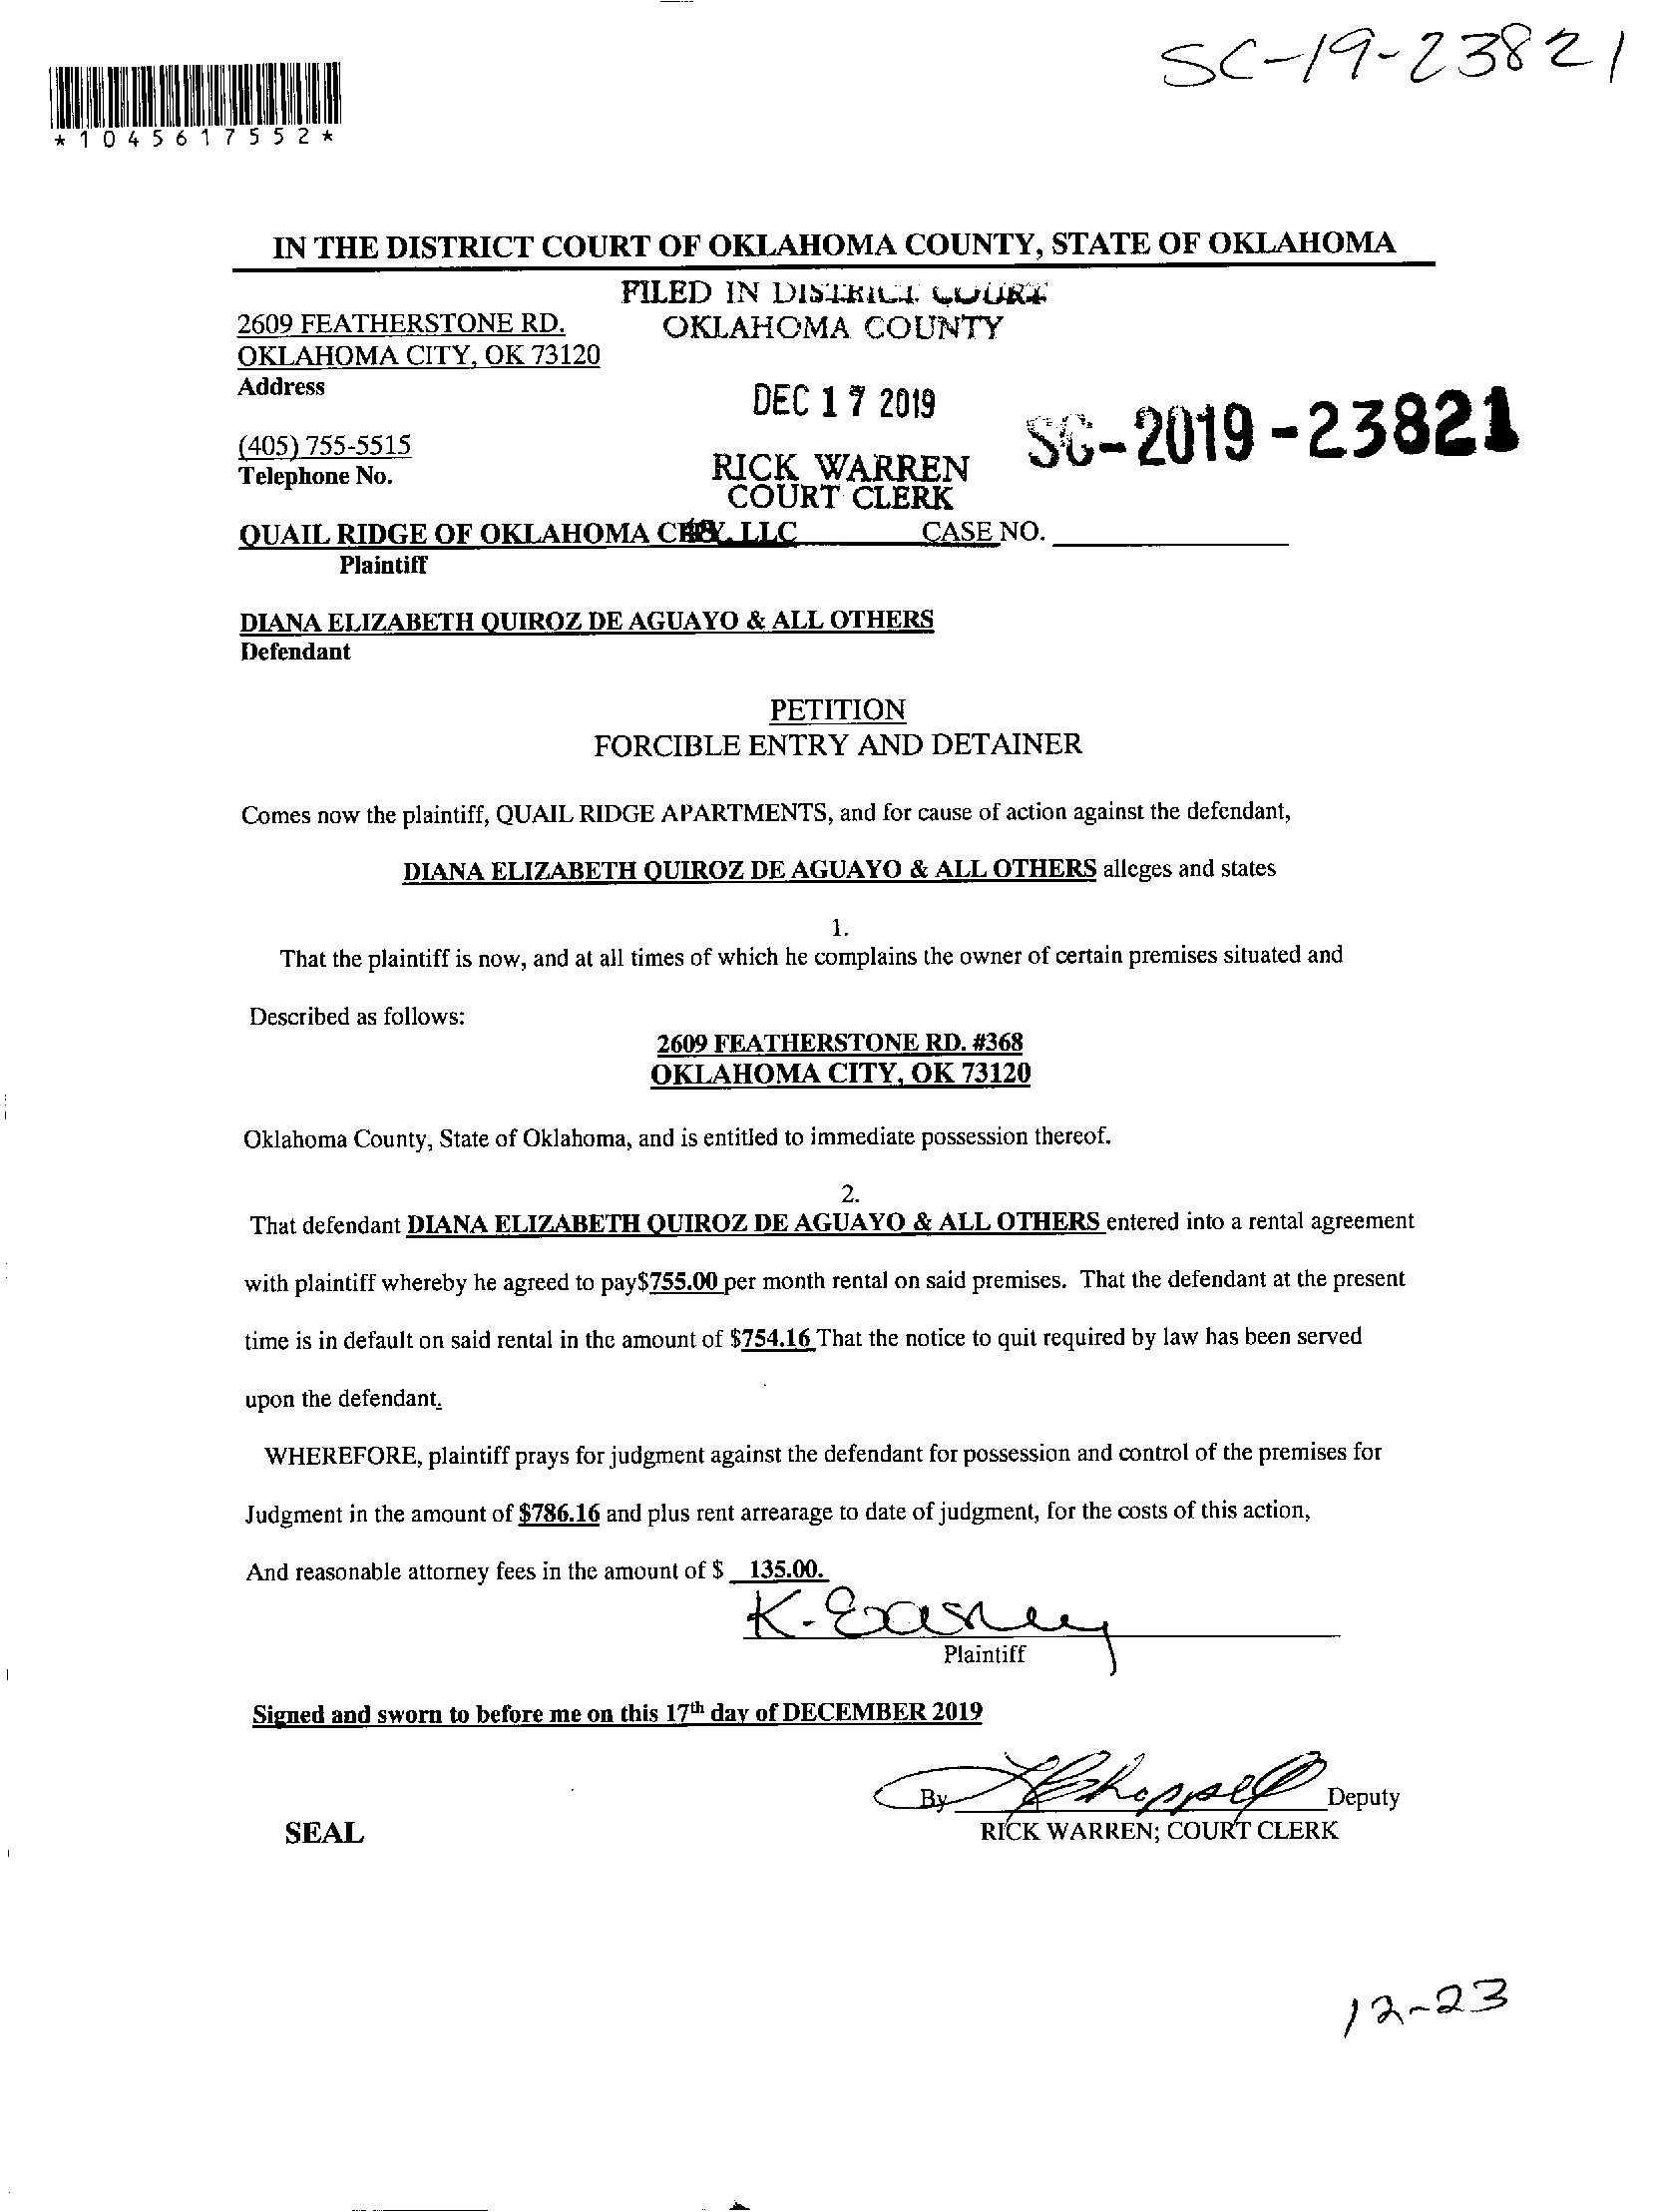 SC-19-23821
*1045617552*
IN THE DISTRICT COURT OF OKLAHOMA COUNTY, STATE OF OKLAHOMA
FILED IN DISTRICT COURT
OKLAHOMA COUNTY
2609 FEATHERSTONE RD.
OKLAHOMA CITY, OK 73120
Address
DEC 17 2019
SC-2019-23821
(405) 755-5515
Telephone No.
RICK WARREN
COURT CLERK
QUAIL RIDGE OF OKLAHOMA CITY, LLC CASE NO.
Plaintiff
DIANA ELIZABETH QUIROZ DE AGUAYO & ALL OTHERS
Defendant
PETITION
FORCIBLE ENTRY AND DETAINER
Comes now the plaintiff, QUAIL RIDGE APARTMENTS, and for cause of action against the defendant,
DIANA ELIZABETH QUIROZ DE AGUAYO & ALL OTHERS alleges and states
1.
That the plaintiff is now, and at all times of which he complains the owner of certain premises situated and
Described as follows:
2609 FEATHERSTONE RD. #368
OKLAHOMA CITY, OK 73120
Oklahoma County, State of Oklahoma, and is entitled to immediate possession thereof.
2.
That defendant DIANA ELIZABETH QUIROZ DE AGUAYO & ALL OTHERS entered into a rental agreement
with plaintiff whereby he agreed to pay$755.00 per month rental on said premises. That the defendant at the present
time is in default on said rental in the amount of $754.16 That the notice to quit required by law has been served
upon the defendant.
WHEREFORE, plaintiff prays for judgment against the defendant for possession and control of the premises for
Judgment in the amount of $786.16 and plus rent arrearage to date of judgment, for the costs of this action,
And reasonable attorney fees in the amount of $ 135.00.
K. Easley
Plaintiff
Signed and sworn to before me on this 17th day of DECEMBER 2019
By Chappell Deputy
SEAL
RICK WARREN; COURT CLERK
12-23